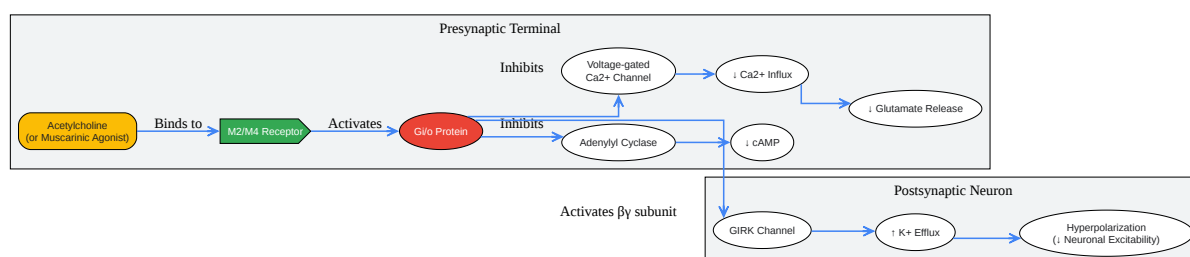 Presynaptic Terminal
Inhibits
Voltage-gated
Ca2+ Channel
↓ Ca2+ Influx
↓ Glutamate Release
Acetylcholine
(or Muscarinic Agonist)
Binds to
M2/M4 Receptor
Activates
Gi/o Protein
Inhibits
Adenylyl Cyclase
↓ cAMP
Postsynaptic Neuron
Activates βγ subunit
GIRK Channel
↑ K+ Efflux
Hyperpolarization
(↓ Neuronal Excitability)